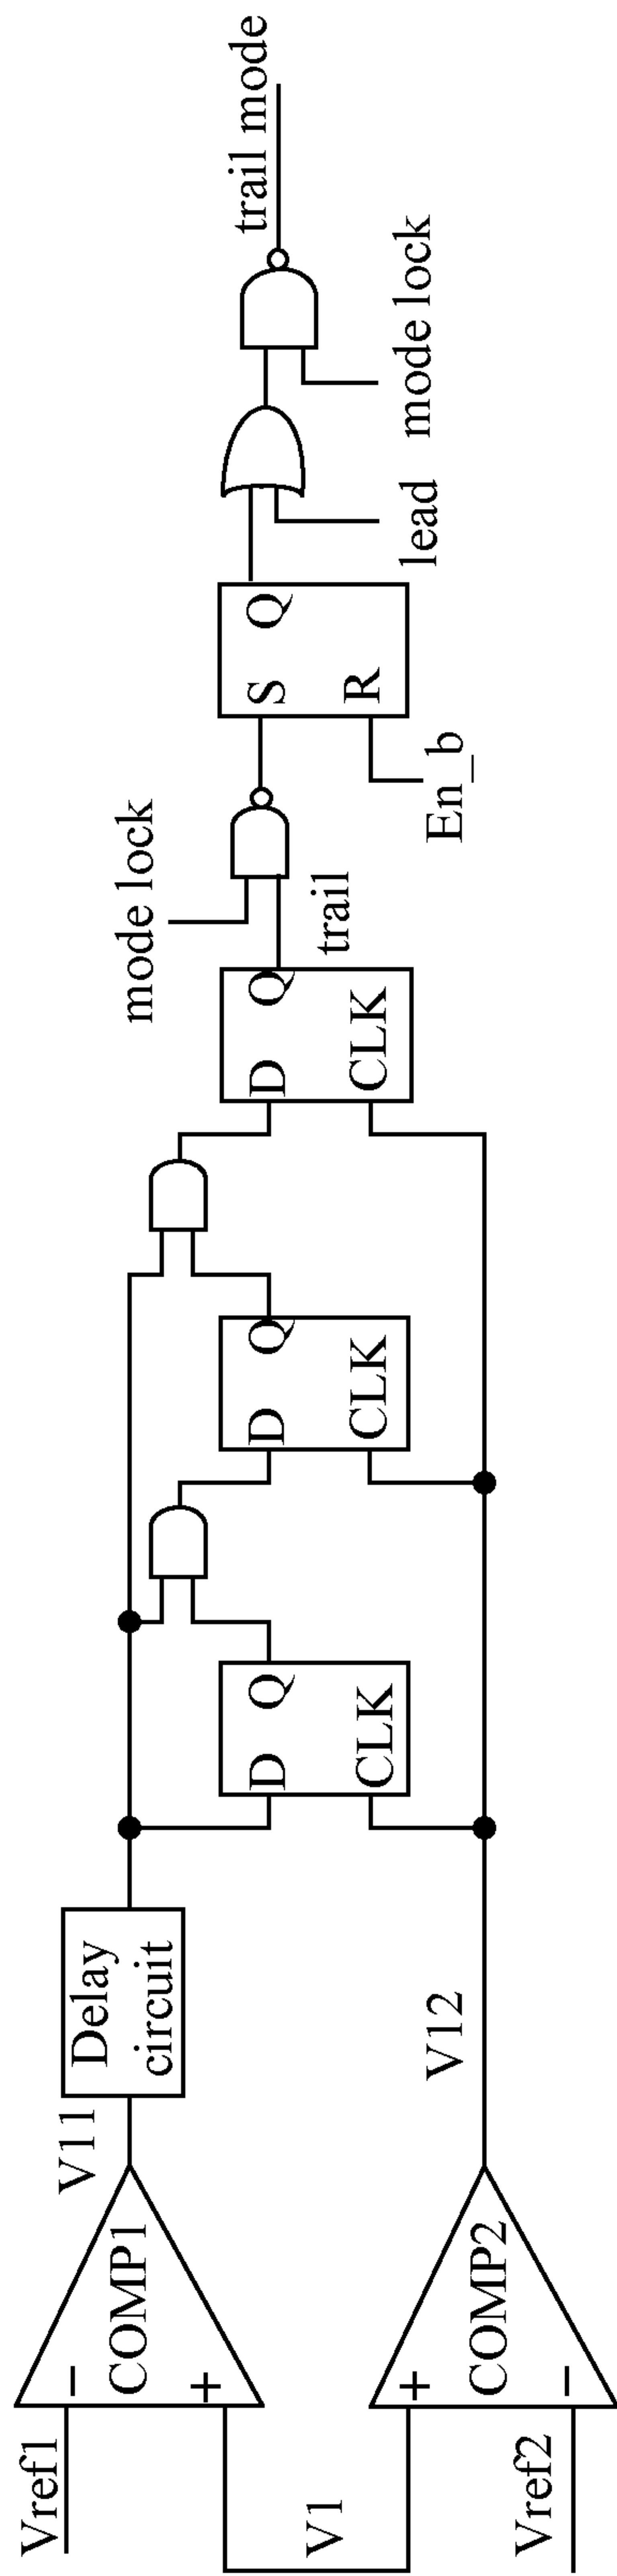 Vref1
−
COMP1
+
V1
+
COMP2
−
Vref2
V11
Delay
circuit
V12
D Q
CLK
D Q
CLK
D Q
CLK
trail
mode lock
S Q
R
En_b
lead
mode lock
trail mode